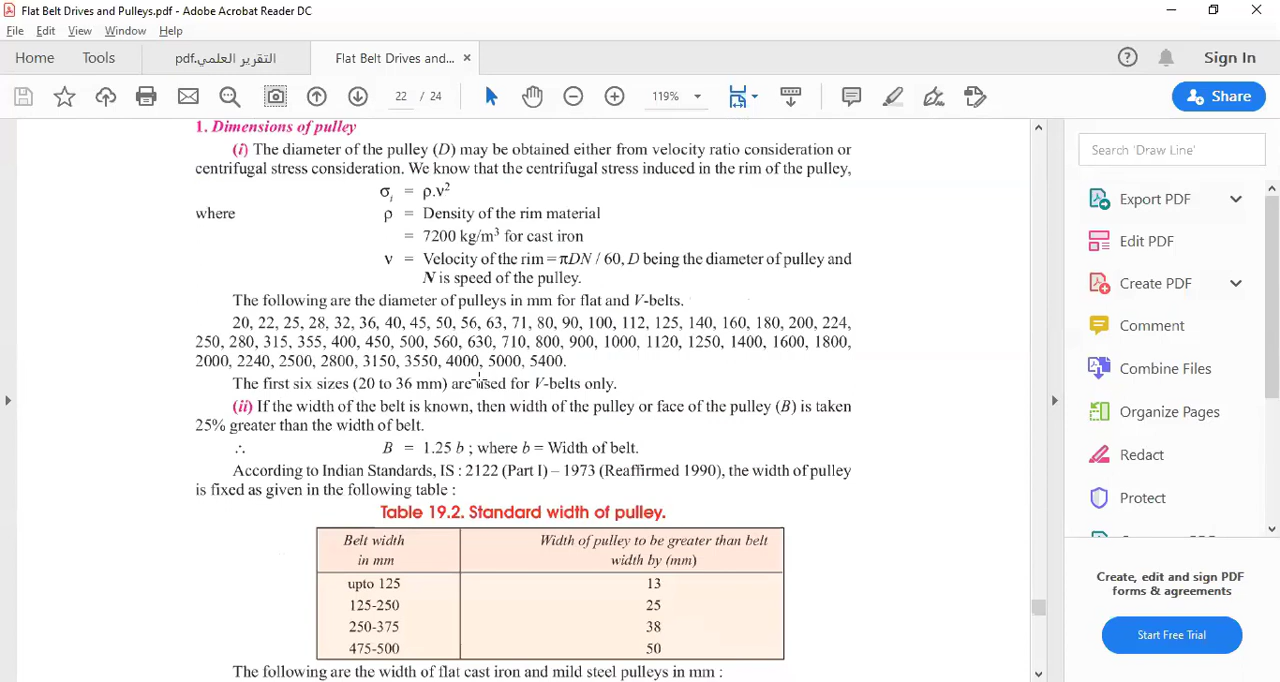 Flat Belt Drives and Pulleys.pdf - Adobe Acrobat Reader DC
File Edit View Window Help
Home Tools التقرير العلمي.pdf Flat Belt Drives and... × Sign In
22 / 24 119% Share
1. Dimensions of pulley
(i) The diameter of the pulley (D) may be obtained either from velocity ratio consideration or
centrifugal stress consideration. We know that the centrifugal stress induced in the rim of the pulley,
σt = ρ.v²
where ρ = Density of the rim material
= 7200 kg/m³ for cast iron
v = Velocity of the rim = πDN / 60, D being the diameter of pulley and
N is speed of the pulley.
The following are the diameter of pulleys in mm for flat and V-belts.
20, 22, 25, 28, 32, 36, 40, 45, 50, 56, 63, 71, 80, 90, 100, 112, 125, 140, 160, 180, 200, 224,
250, 280, 315, 355, 400, 450, 500, 560, 630, 710, 800, 900, 1000, 1120, 1250, 1400, 1600, 1800,
2000, 2240, 2500, 2800, 3150, 3550, 4000, 5000, 5400.
The first six sizes (20 to 36 mm) are used for V-belts only.
(ii) If the width of the belt is known, then width of the pulley or face of the pulley (B) is taken
25% greater than the width of belt.
∴ B = 1.25 b ; where b = Width of belt.
According to Indian Standards, IS : 2122 (Part I) – 1973 (Reaffirmed 1990), the width of pulley
is fixed as given in the following table :
Table 19.2. Standard width of pulley.
Belt width Width of pulley to be greater than belt
in mm width by (mm)
upto 125 13
125-250 25
250-375 38
475-500 50
The following are the width of flat cast iron and mild steel pulleys in mm :
Search 'Draw Line'
Export PDF
Edit PDF
Create PDF
Comment
Combine Files
Organize Pages
Redact
Protect
Create, edit and sign PDF
forms & agreements
Start Free Trial